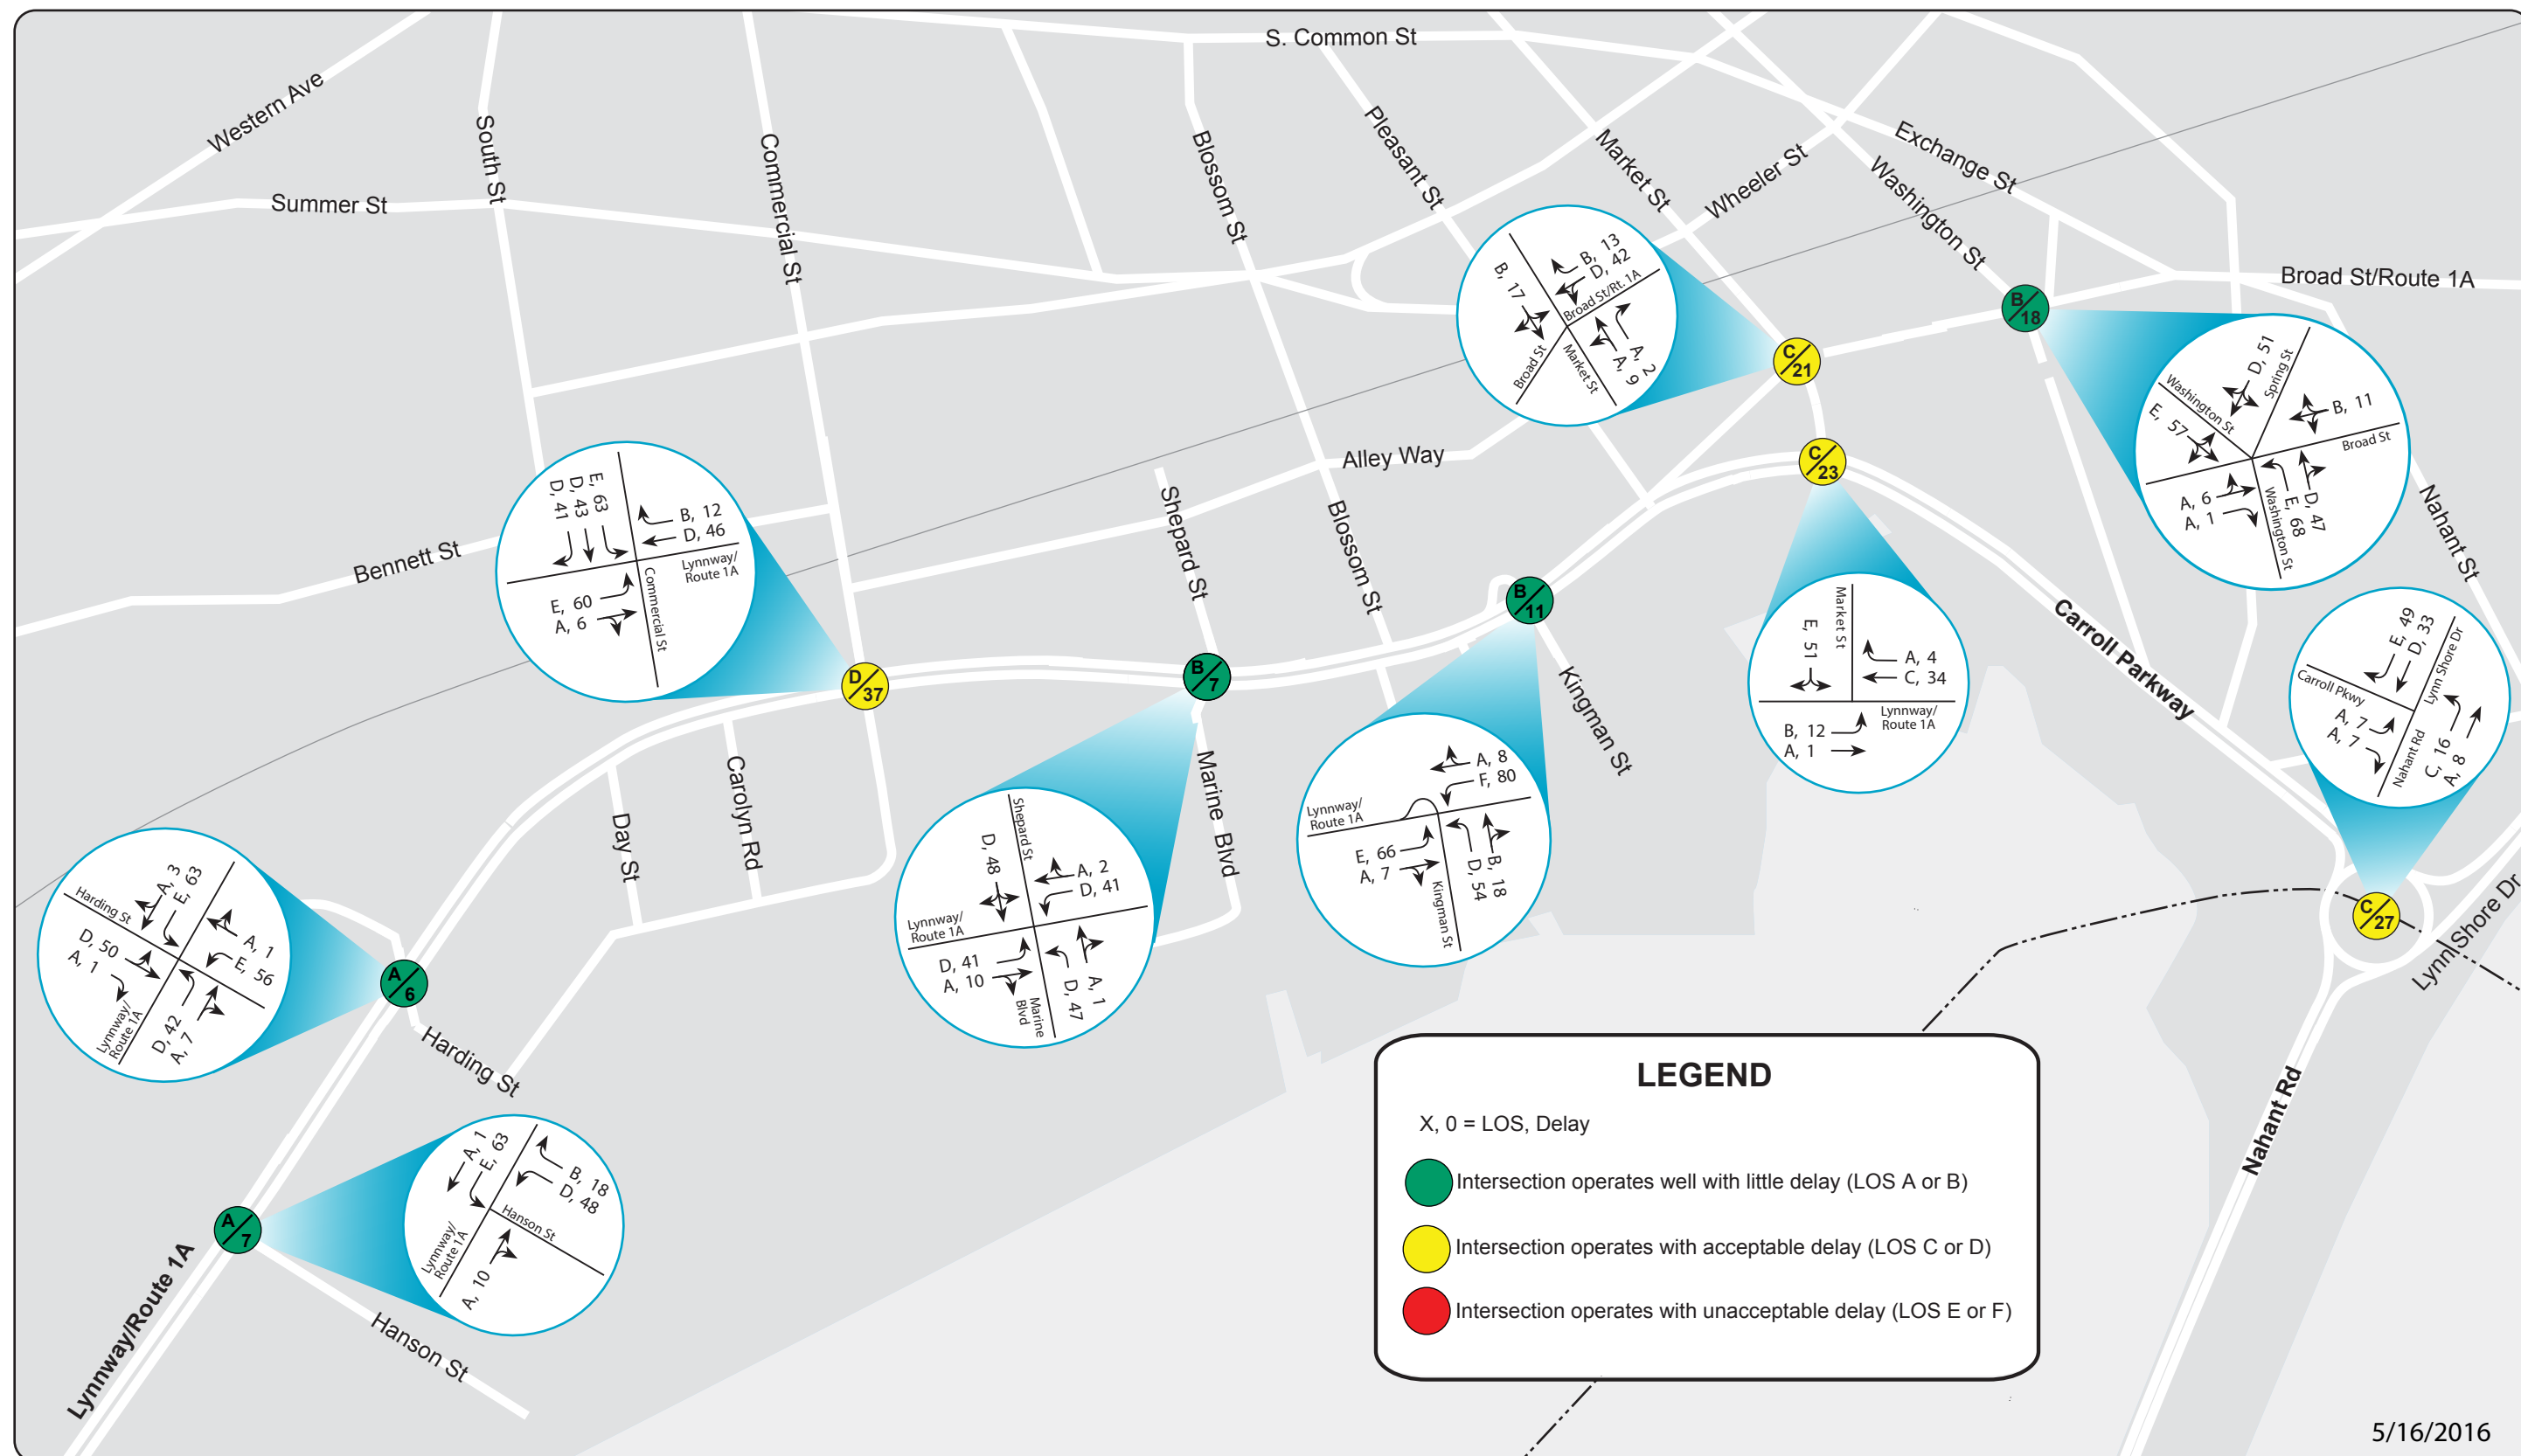 S. Common St
Western Ave
South St
Commercial St
Summer St
Blossom St
Pleasant St
Market St
Wheeler St
Exchange St
Washington St
Broad St/Route 1A
Bennett St
Alley Way
Shepard St
Blossom St
Kingman St
Carroll Parkway
Nahant St
Day St
Carolyn Rd
Marine Blvd
Harding St
Hanson St
Lynnway/Route 1A
Nahant Rd
Lynn Shore Dr
B/18
C/21
C/23
B/11
B/7
D/37
A/6
A/7
C/27
B, 13
D, 42
B, 17
Broad St/Rt. 1A
Broad St
Market St
A, 2
A, 9
D, 51
Spring St
Washington St
E, 57
B, 11
Broad St
A, 6
A, 1
Washington St
E, 68
D, 47
D, 41
D, 43
E, 63
B, 12
D, 46
Lynnway/
Route 1A
E, 60
A, 6
Commercial St
Market St
E, 51
A, 4
C, 34
Lynnway/
Route 1A
B, 12
A, 1
E, 49
D, 33
Carroll Pkwy
Lynn Shore Dr
A, 7
A, 7
Nahant Rd
C, 16
A, 8
A, 8
F, 80
Lynnway/
Route 1A
E, 66
A, 7
Kingman St
D, 54
B, 18
Shepard St
D, 48
A, 2
D, 41
Lynnway/
Route 1A
D, 41
A, 10
Marine
Blvd
D, 47
A, 1
A, 3
E, 63
Harding St
D, 50
A, 1
A, 1
E, 56
Lynnway/
Route 1A
D, 42
A, 7
A, 1
E, 63
B, 18
D, 48
Hanson St
Lynnway/
Route 1A
A, 10
LEGEND
X, 0 = LOS, Delay
Intersection operates well with little delay (LOS A or B)
Intersection operates with acceptable delay (LOS C or D)
Intersection operates with unacceptable delay (LOS E or F)
5/16/2016